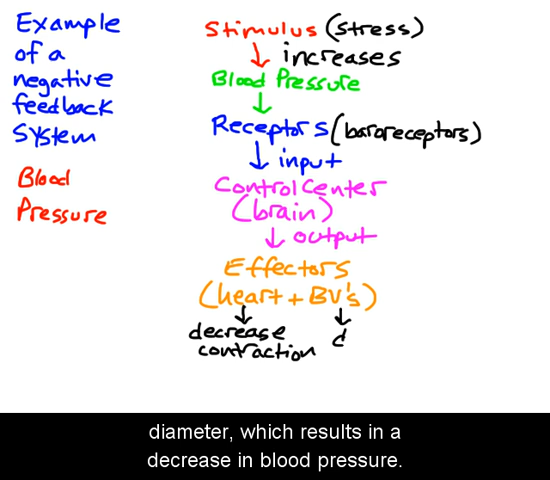 Example
of a
negative
feedback
System
Blood
Pressure
Stimulus (stress)
↓ increases
Blood Pressure
↓
Receptors (baroreceptors)
↓ input
Control Center
(brain)
↓ output
Effectors
(heart + BV's)
↓ ↓
decrease d
contraction
diameter, which results in a
decrease in blood pressure.